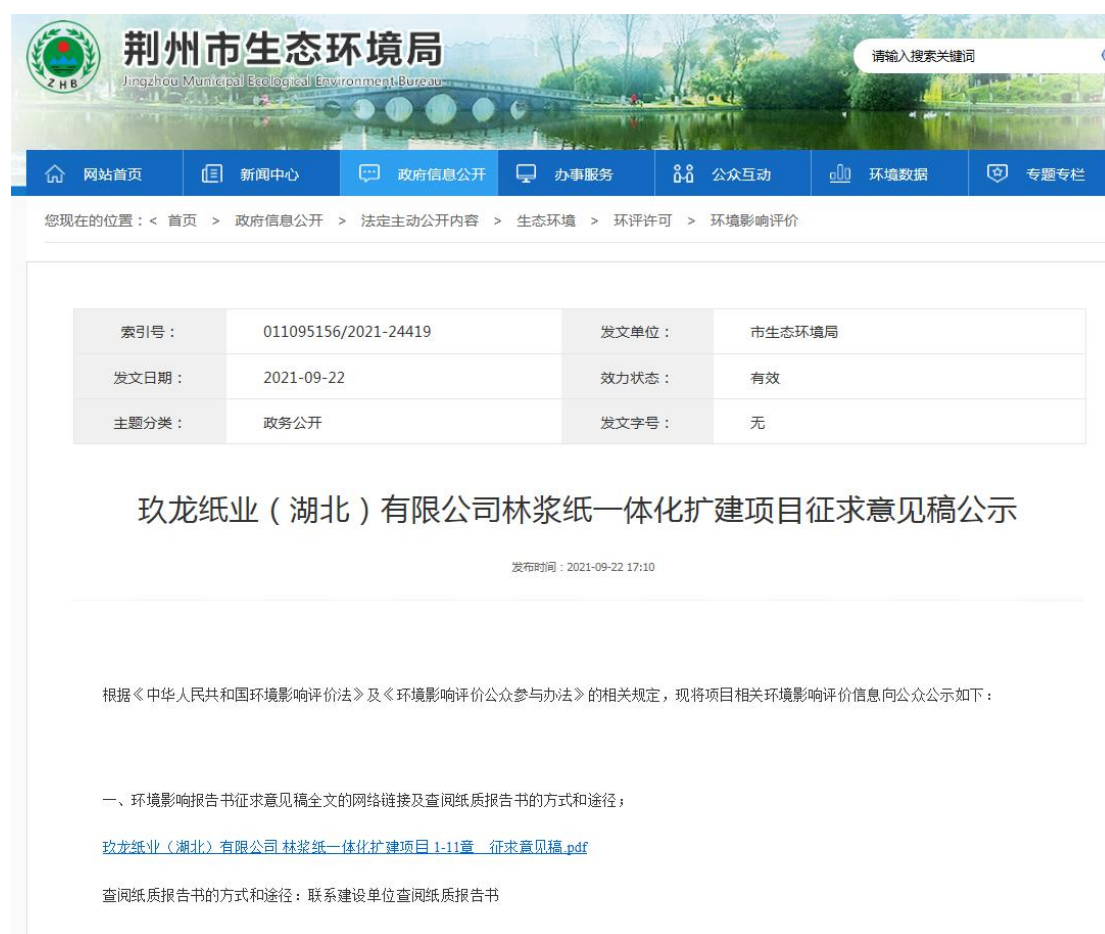 荆州市生态环境局
Jingzhou Municipal Ecological Environment Bureau
ZHB
请输入搜索关键词
网站首页 新闻中心 政府信息公开 办事服务 公众互动 环境数据 专题专栏
您现在的位置：< 首页 > 政府信息公开 > 法定主动公开内容 > 生态环境 > 环评许可 > 环境影响评价
索引号： 011095156/2021-24419 发文单位： 市生态环境局
发文日期： 2021-09-22 效力状态： 有效
主题分类： 政务公开 发文字号： 无
玖龙纸业（湖北）有限公司林浆纸一体化扩建项目征求意见稿公示
发布时间：2021-09-22 17:10
根据《中华人民共和国环境影响评价法》及《环境影响评价公众参与办法》的相关规定，现将项目相关环境影响评价信息向公众公示如下：
一、环境影响报告书征求意见稿全文的网络链接及查阅纸质报告书的方式和途径；
玖龙纸业（湖北）有限公司 林浆纸一体化扩建项目 1-11章 征求意见稿.pdf
查阅纸质报告书的方式和途径：联系建设单位查阅纸质报告书